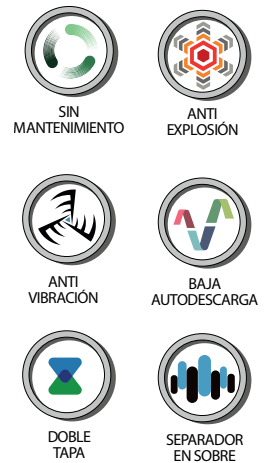 SIN
MANTENIMIENTO
ANTI
EXPLOSIÓN
ANTI
VIBRACIÓN
BAJA
AUTODESCARGA
DOBLE
TAPA
SEPARADOR
EN SOBRE